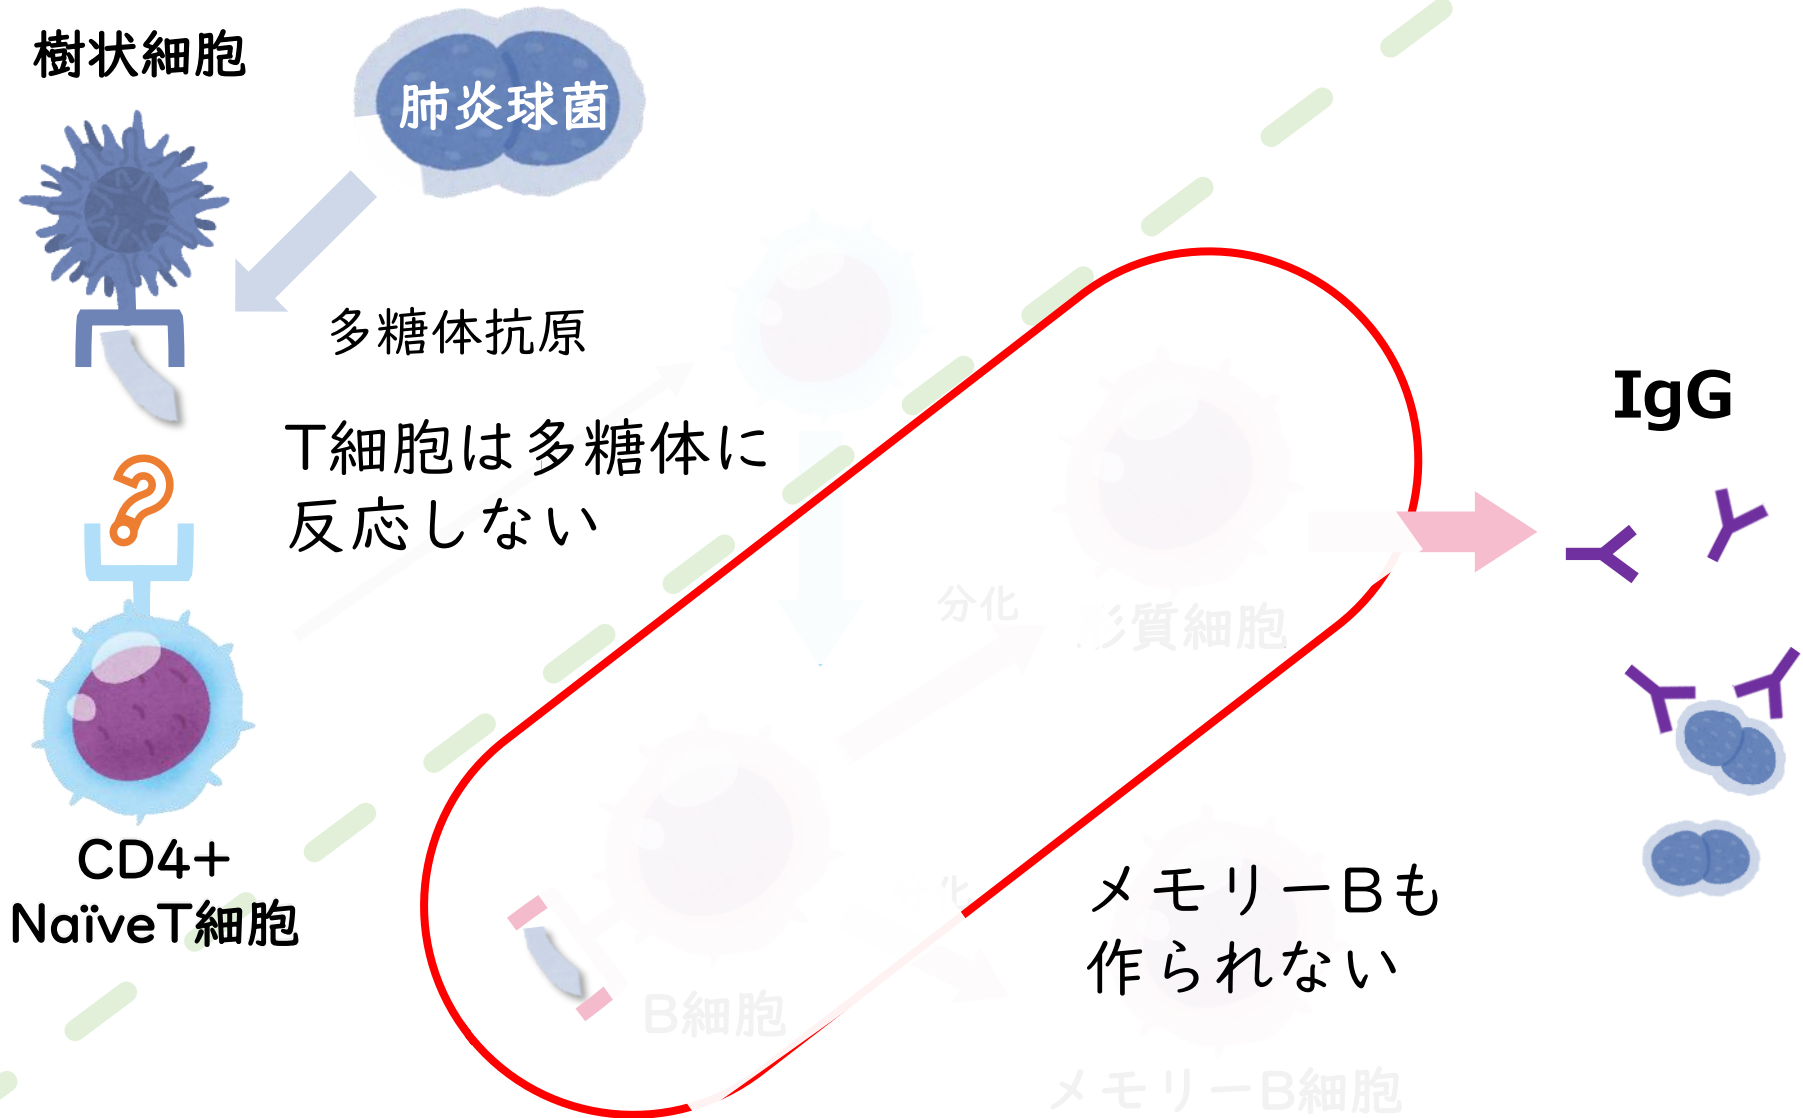 樹状細胞
肺炎球菌
多糖体抗原
T細胞は多糖体に
反応しない
IgG
分化
形質細胞
CD4+
NaïveT細胞
化
メモリーBも
作られない
B細胞
メモリーB細胞